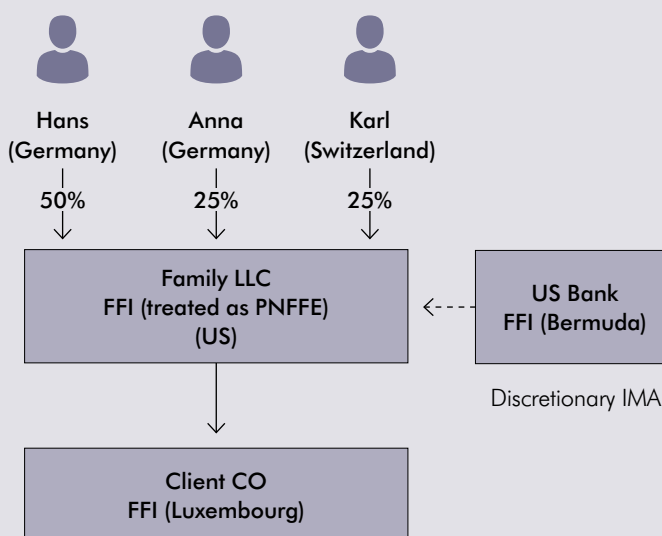 Hans
(Germany)
Anna
(Germany)
Karl
(Switzerland)
50%
25%
25%
Family LLC
FFI (treated as PNFFE)
(US)
US Bank
FFI (Bermuda)
Discretionary IMA
Client CO
FFI (Luxembourg)